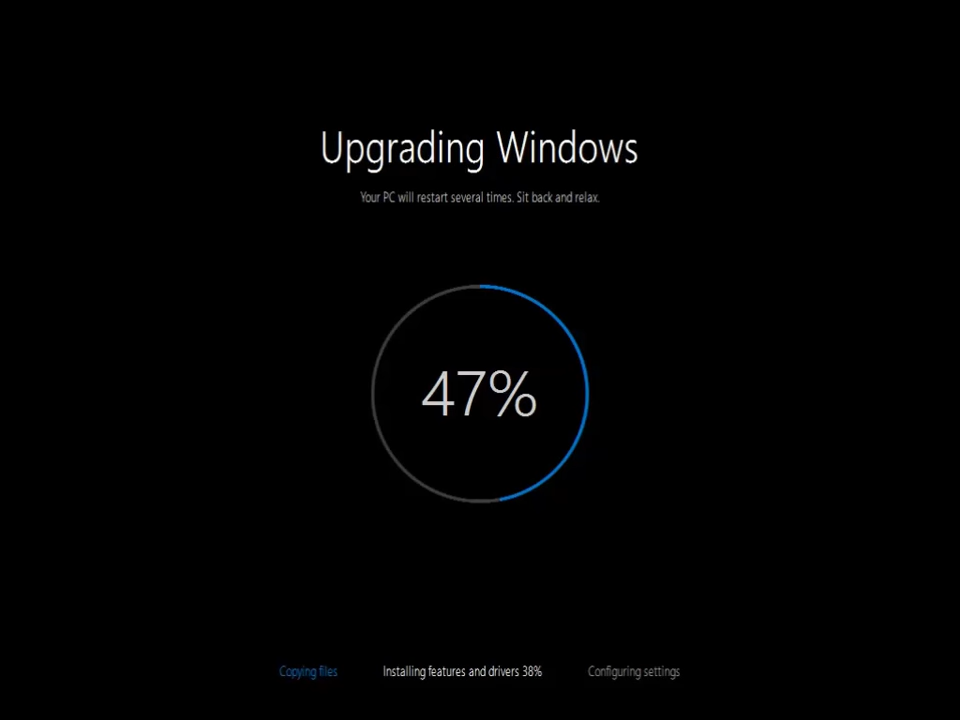 Upgrading Windows
Your PC will restart several times. Sit back and relax.
47%
Copying files Installing features and drivers 38% Configuring settings